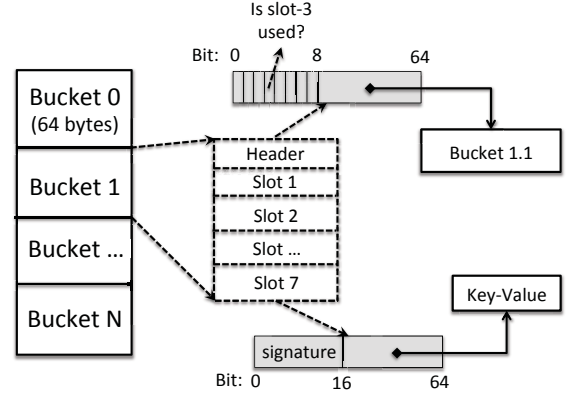 Is slot-3
used?
Bit: 0 8 64
Bucket 0
(64 bytes)
Bucket 1
Bucket ...
Bucket N
Header
Slot 1
Slot 2
Slot ...
Slot 7
Bucket 1.1
Key-Value
signature
Bit: 0 16 64